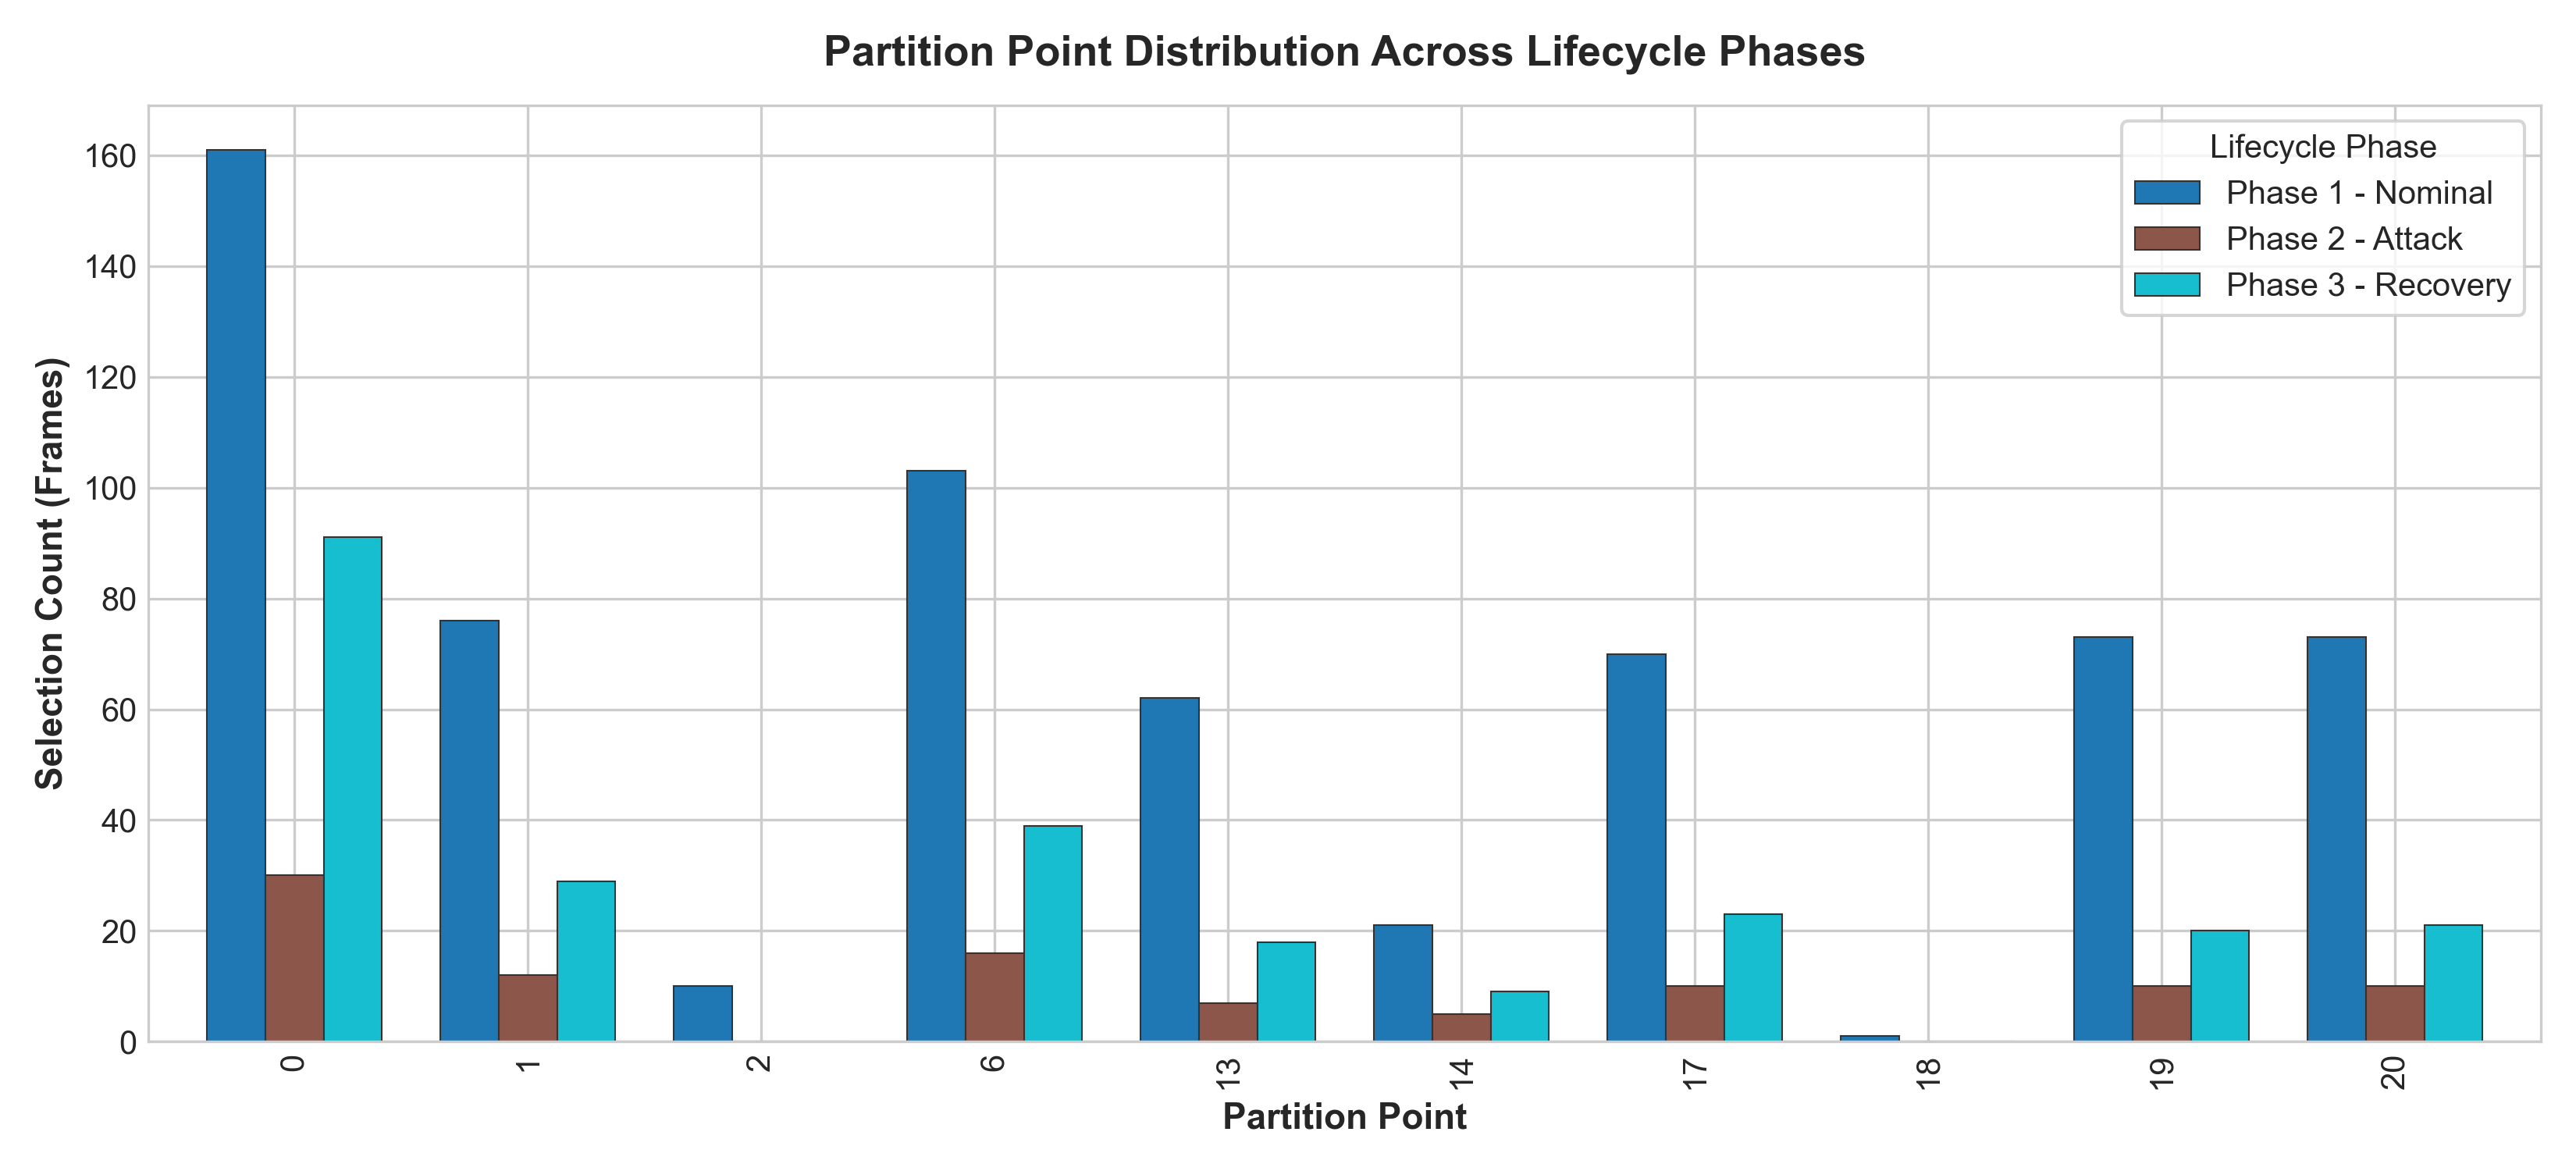 Partition Point Distribution Across Lifecycle Phases
Selection Count (Frames)
160
140
120
100
80
60
40
20
0
Lifecycle Phase
Phase 1 - Nominal
Phase 2 - Attack
Phase 3 - Recovery
0
1
2
6
13
14
17
18
19
20
Partition Point